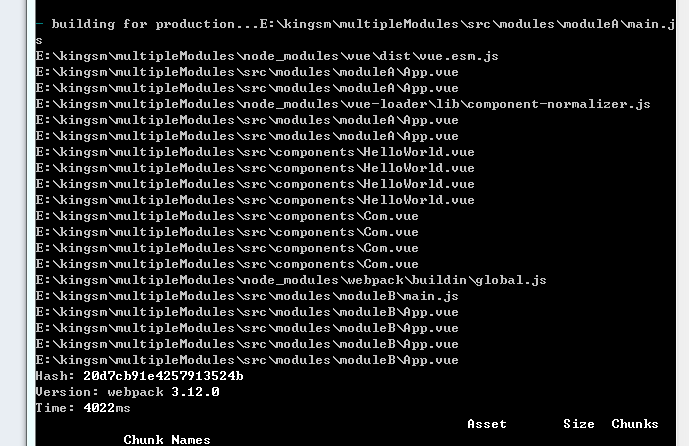 - building for production...E:\kingsm\multipleModules\src\modules\moduleA\main.j
s
E:\kingsm\multipleModules\node_modules\vue\dist\vue.esm.js
E:\kingsm\multipleModules\src\modules\moduleA\App.vue
E:\kingsm\multipleModules\src\modules\moduleA\App.vue
E:\kingsm\multipleModules\node_modules\vue-loader\lib\component-normalizer.js
E:\kingsm\multipleModules\src\modules\moduleA\App.vue
E:\kingsm\multipleModules\src\modules\moduleA\App.vue
E:\kingsm\multipleModules\src\components\HelloWorld.vue
E:\kingsm\multipleModules\src\components\HelloWorld.vue
E:\kingsm\multipleModules\src\components\HelloWorld.vue
E:\kingsm\multipleModules\src\components\HelloWorld.vue
E:\kingsm\multipleModules\src\components\Com.vue
E:\kingsm\multipleModules\src\components\Com.vue
E:\kingsm\multipleModules\src\components\Com.vue
E:\kingsm\multipleModules\src\components\Com.vue
E:\kingsm\multipleModules\node_modules\webpack\buildin\global.js
E:\kingsm\multipleModules\src\modules\moduleB\main.js
E:\kingsm\multipleModules\src\modules\moduleB\App.vue
E:\kingsm\multipleModules\src\modules\moduleB\App.vue
E:\kingsm\multipleModules\src\modules\moduleB\App.vue
E:\kingsm\multipleModules\src\modules\moduleB\App.vue
Hash: 20d7cb91e4257913524b
Version: webpack 3.12.0
Time: 4022ms
Asset Size Chunks
Chunk Names